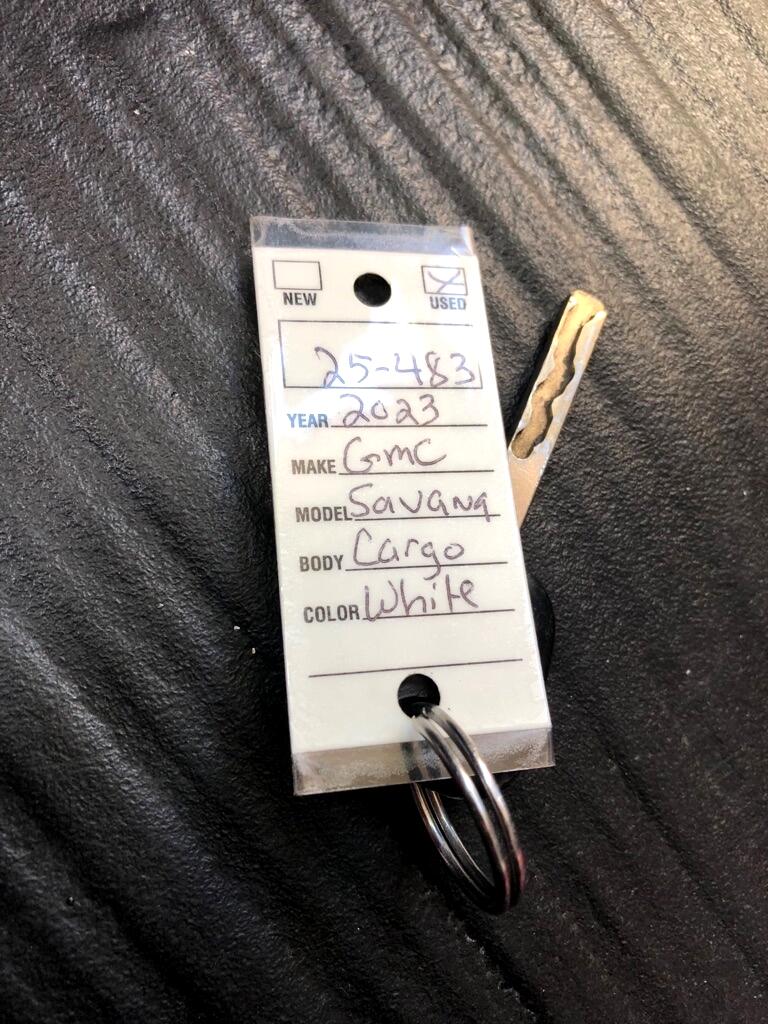 NEW USED
25-483
YEAR 2023
MAKE GMC
MODEL Savana
BODY Cargo
COLOR White